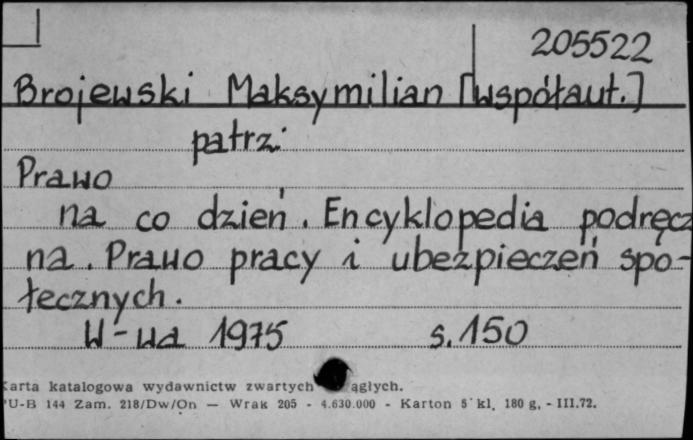 205522
Brojewski Maksymilian [współaut.]
patrz:
Prawo
na co dzień. Encyklopedia podręcz
na. Prawo pracy i ubezpieczeń spo-
łecznych.
W-wa 1975 s. 150
Karta katalogowa wydawnictw zwartych ągłych.
PU-B 144 Zam. 218/Dw/On — Wrak 205 - 4.630.000 - Karton 5 kl, 180 g, - III.72.